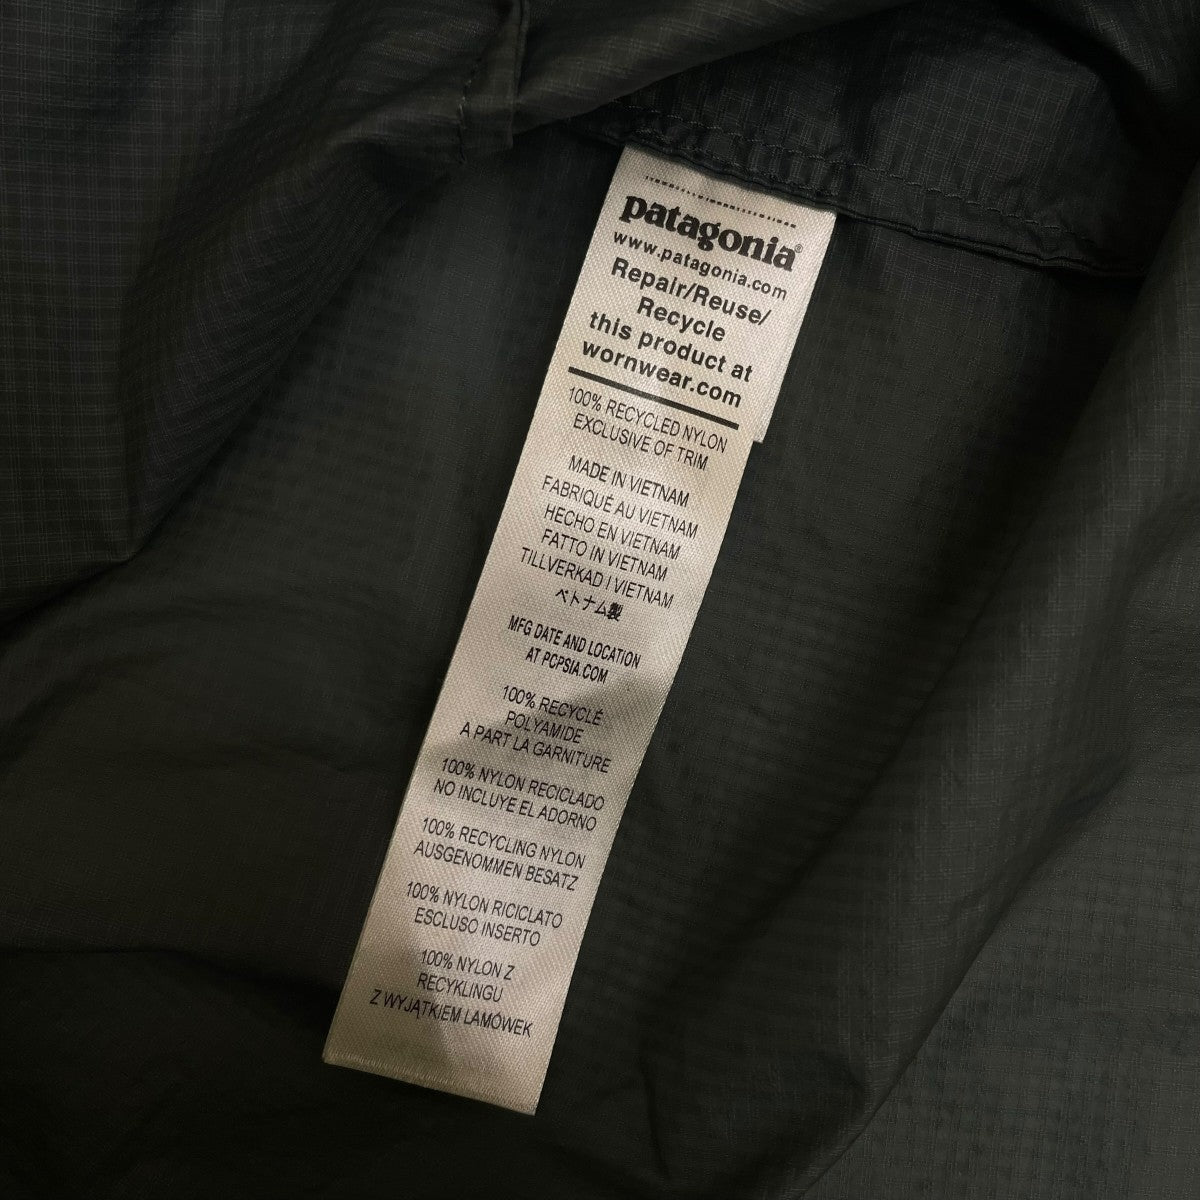 patagonia®
www.patagonia.com
Repair/Reuse/
Recycle
this product at
wornwear.com
100% RECYCLED NYLON
EXCLUSIVE OF TRIM
MADE IN VIETNAM
FABRIQUÉ AU VIETNAM
HECHO EN VIETNAM
FATTO IN VIETNAM
TILLVERKAD I VIETNAM
ベトナム製
MFG DATE AND LOCATION
AT PCPSIA.COM
100% RECYCLÉ
POLYAMIDE
A PART LA GARNITURE
100% NYLON RECICLADO
NO INCLUYE EL ADORNO
100% RECYCLING NYLON
AUSGENOMMEN BESATZ
100% NYLON RICICLATO
ESCLUSO INSERTO
100% NYLON Z
RECYKLINGU
Z WYJĄTKIEM LAMÓWEK